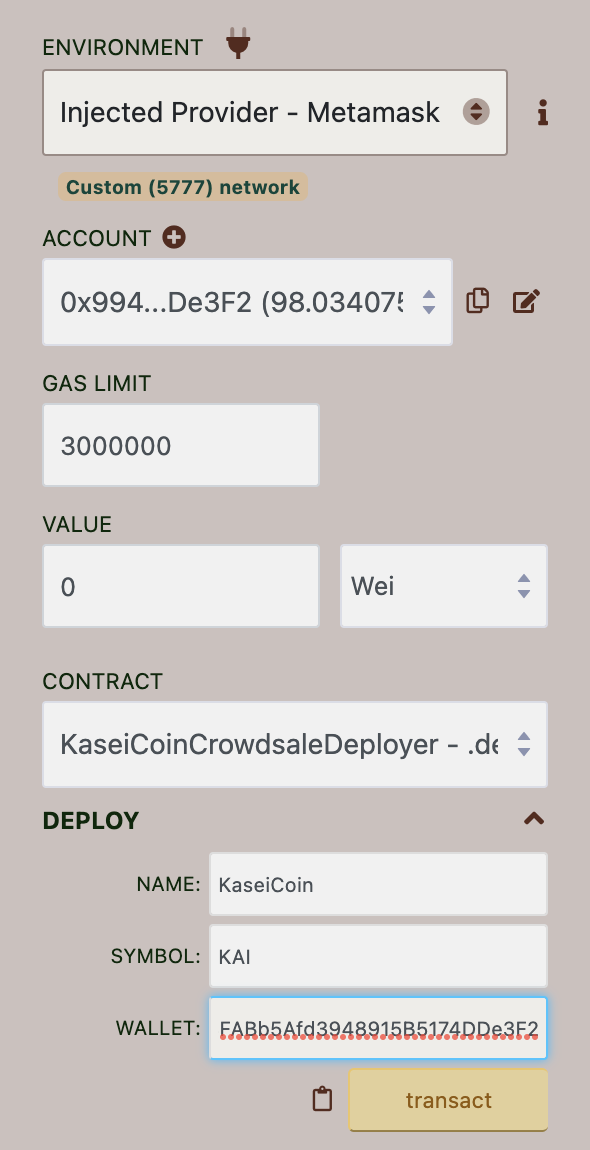 ENVIRONMENT
Injected Provider - Metamask
Custom (5777) network
ACCOUNT
0x994...De3F2 (98.034075
GAS LIMIT
3000000
VALUE
0
Wei
CONTRACT
KaseiCoinCrowdsaleDeployer - .de
DEPLOY
NAME: KaseiCoin
SYMBOL: KAI
WALLET: FABb5Afd3948915B5174DDe3F2
transact